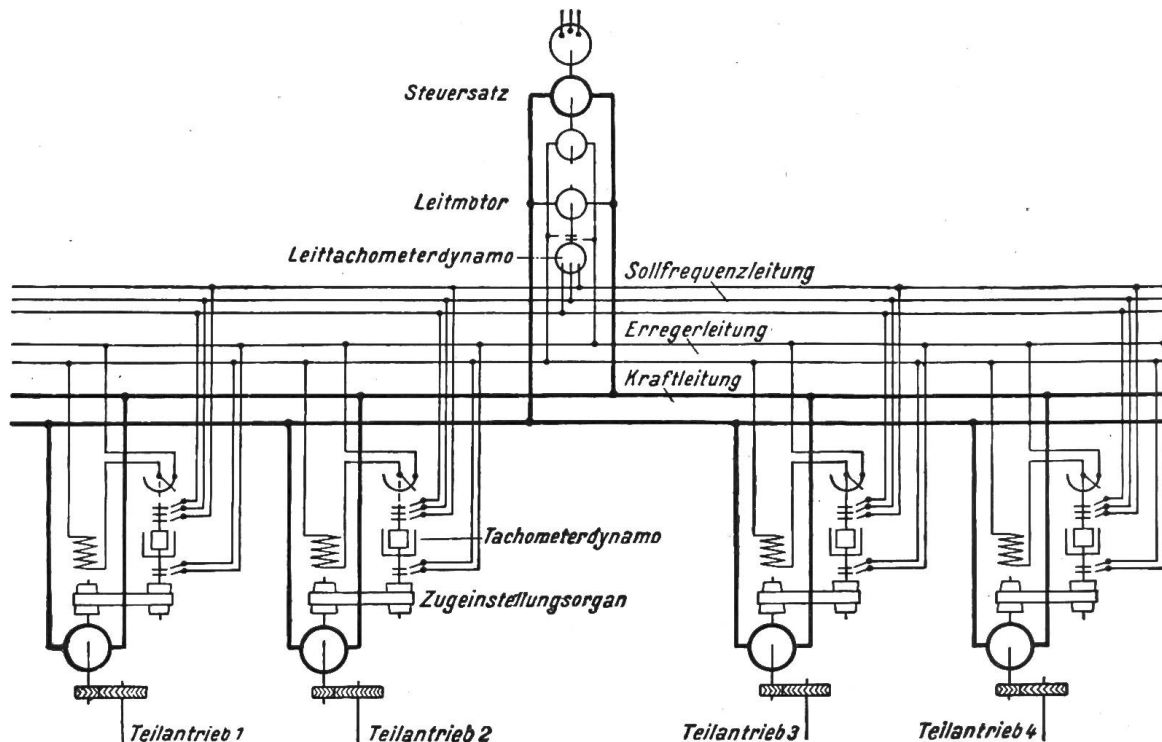 Steuersatz
Leitmotor
Leittachometerdynamo
Sollfrequenzleitung
Erregerleitung
Kraftleitung
Tachometerdynamo
Zugeinstellungsorgan
Teilantrieb 1
Teilantrieb 2
Teilantrieb 3
Teilantrieb 4